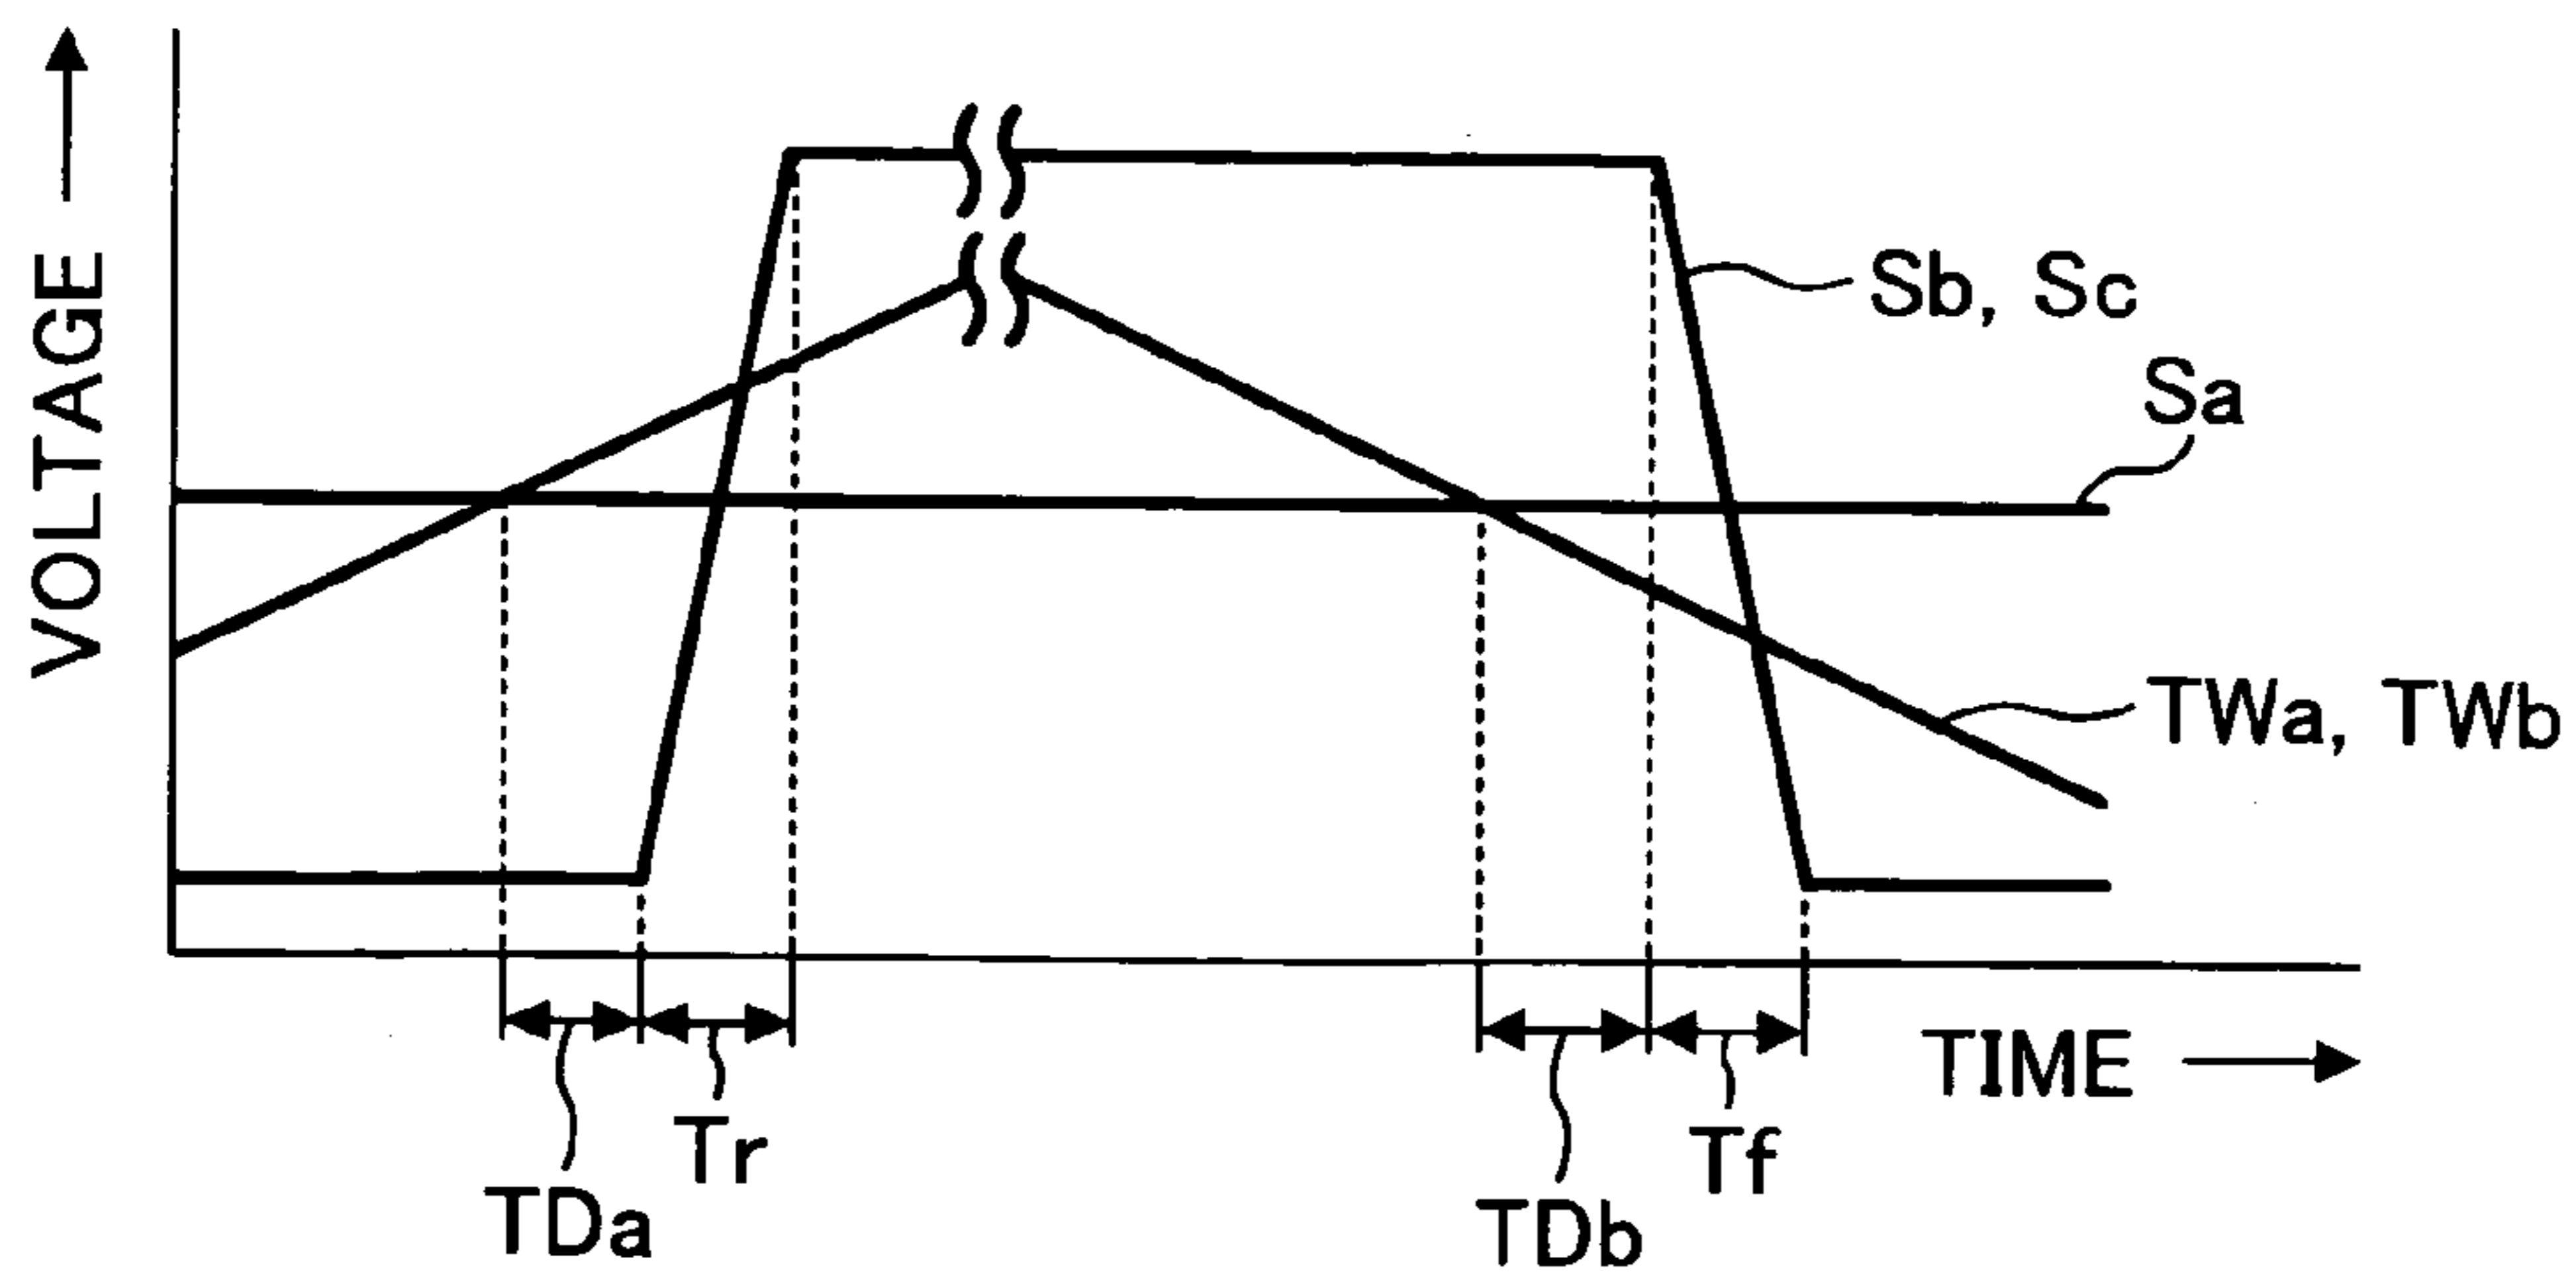 VOLTAGE
Sb, Sc
Sa
TWa, TWb
TIME
Tr
Tf
TDa
TDb